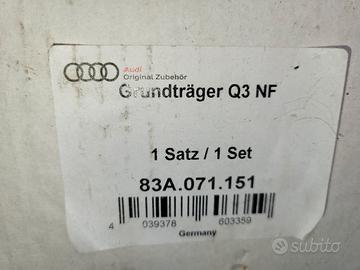 Audi
Original Zubehör
Grundträger Q3 NF
1 Satz / 1 Set
83A.071.151
4 039378 603359
Germany
subito